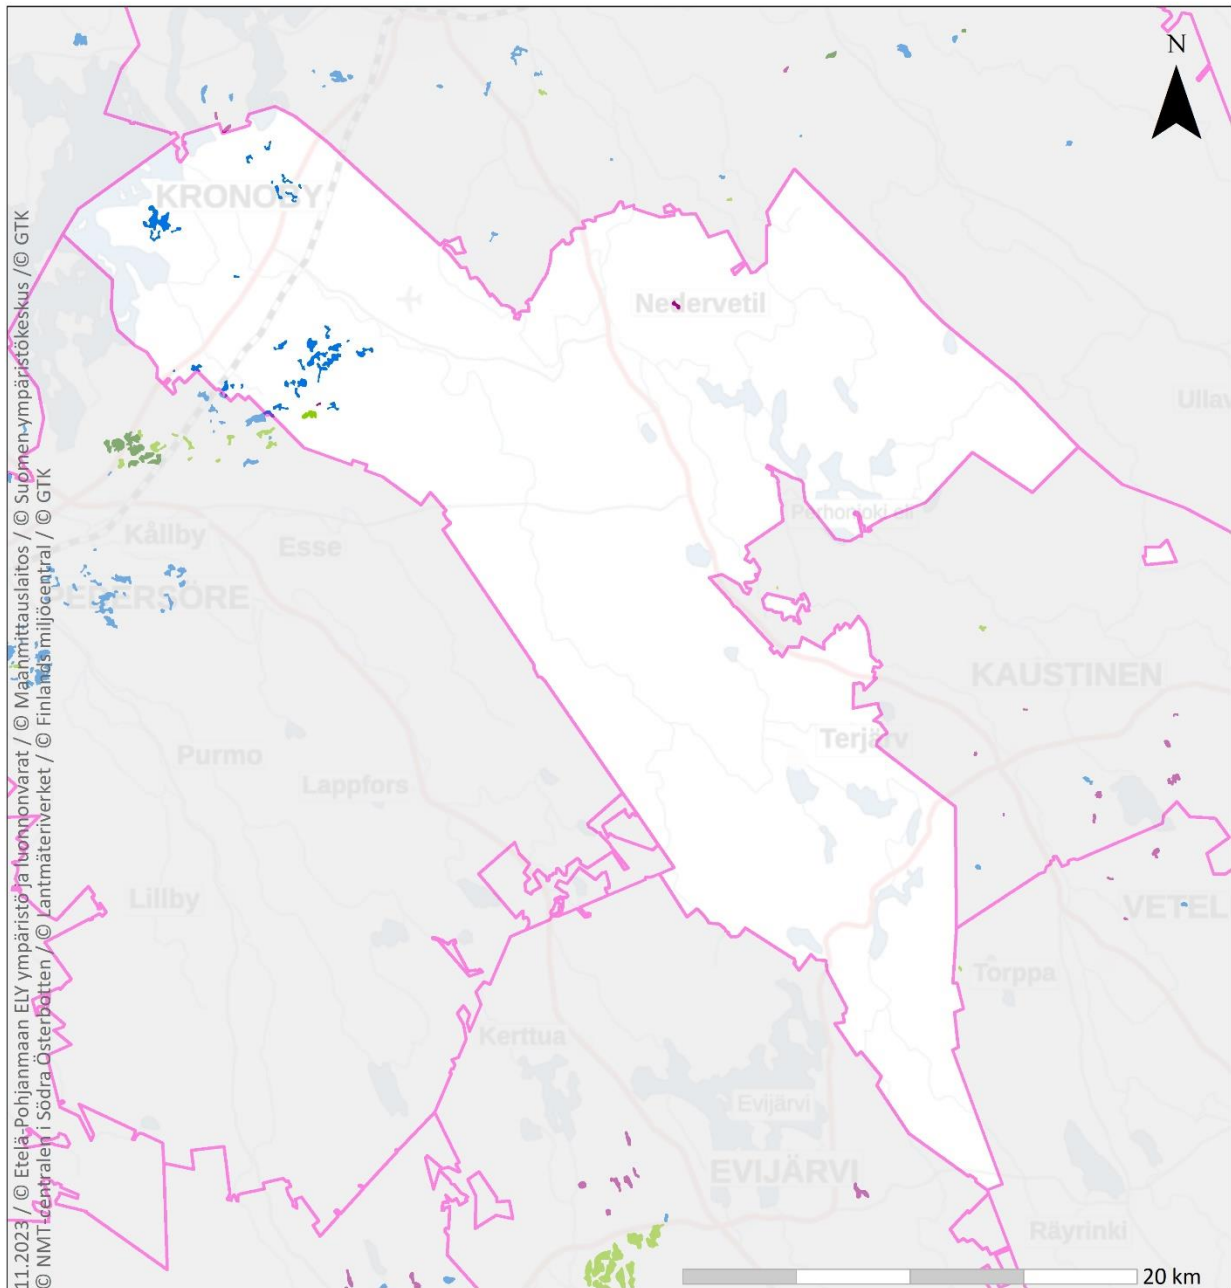 N
KRONOBY
Nedervetil
Ullav
Perhonjoki eli
Kållby
Esse
PEDERSÖRE
KAUSTINEN
Purmo
Terjärv
Lappfors
Lillby
VETEL
Torppa
Kerttua
Evijärvi
EVIJÄRVI
Räyrinki
20 km
11.2023 / © Etelä-Pohjanmaan ELY ympäristö ja luonnonvarat / © Maanmittauslaitos / © Suomen ympäristökeskus /© GTK
© NMT-centralen i Södra Österbotten / © Lantmäteriverket / © Finlands miljöcentral / © GTK